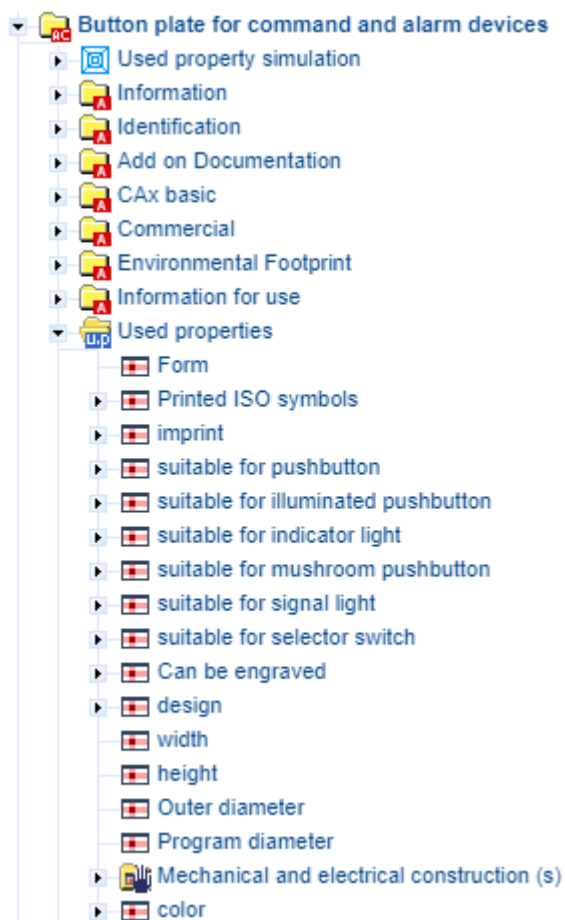 Button plate for command and alarm devices
Used property simulation
Information
Identification
Add on Documentation
CAx basic
Commercial
Environmental Footprint
Information for use
Used properties
Form
Printed ISO symbols
imprint
suitable for pushbutton
suitable for illuminated pushbutton
suitable for indicator light
suitable for mushroom pushbutton
suitable for signal light
suitable for selector switch
Can be engraved
design
width
height
Outer diameter
Program diameter
Mechanical and electrical construction (s)
color